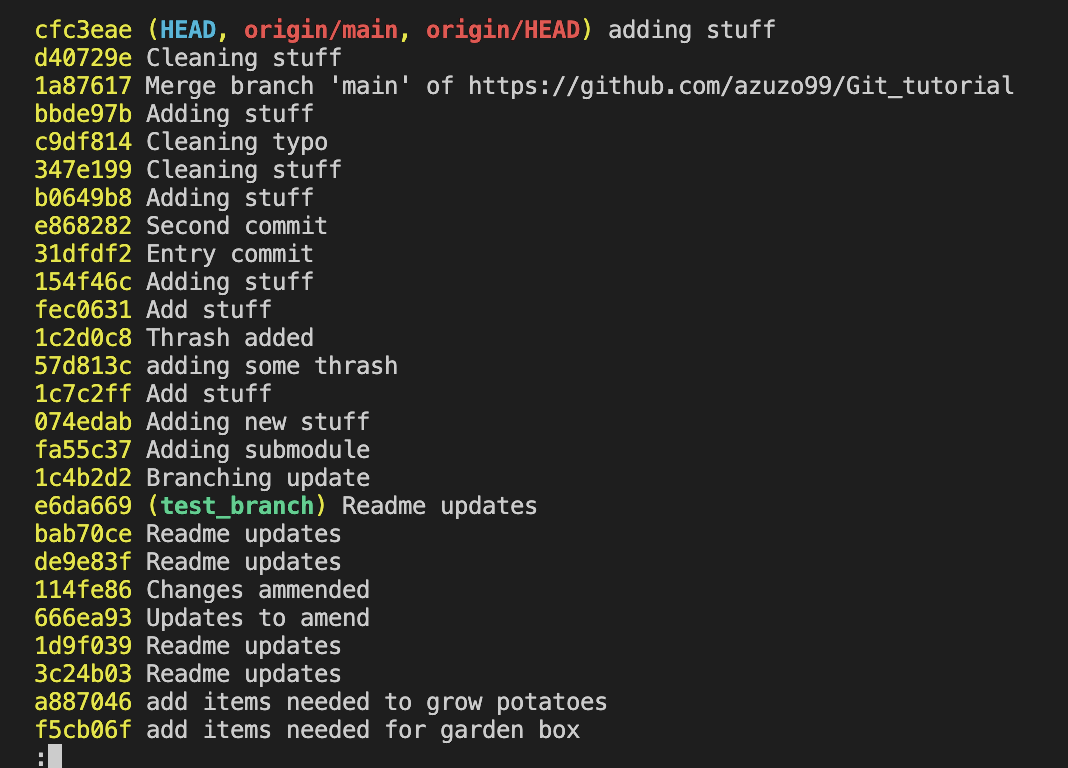 cfc3eae (HEAD, origin/main, origin/HEAD) adding stuff
d40729e Cleaning stuff
1a87617 Merge branch 'main' of https://github.com/azuzo99/Git_tutorial
bbde97b Adding stuff
c9df814 Cleaning typo
347e199 Cleaning stuff
b0649b8 Adding stuff
e868282 Second commit
31dfdf2 Entry commit
154f46c Adding stuff
fec0631 Add stuff
1c2d0c8 Thrash added
57d813c adding some thrash
1c7c2ff Add stuff
074edab Adding new stuff
fa55c37 Adding submodule
1c4b2d2 Branching update
e6da669 (test_branch) Readme updates
bab70ce Readme updates
de9e83f Readme updates
114fe86 Changes ammended
666ea93 Updates to amend
1d9f039 Readme updates
3c24b03 Readme updates
a887046 add items needed to grow potatoes
f5cb06f add items needed for garden box
: